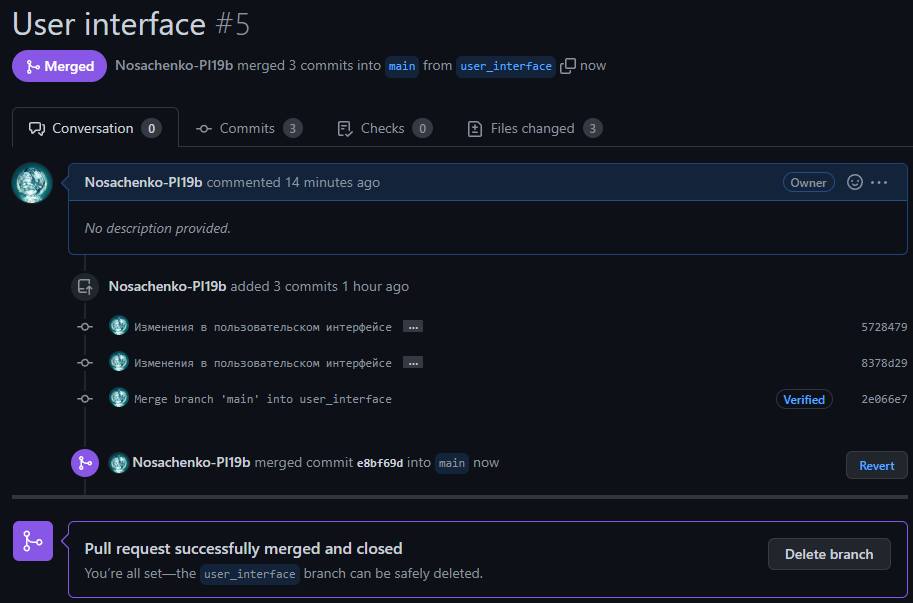 User interface #5
Merged Nosachenko-PI19b merged 3 commits into main from user_interface now
Conversation 0 Commits 3 Checks 0 Files changed 3
Nosachenko-PI19b commented 14 minutes ago Owner
No description provided.
Nosachenko-PI19b added 3 commits 1 hour ago
Изменения в пользовательском интерфейсе … 5728479
Изменения в пользовательском интерфейсе … 8378d29
Merge branch 'main' into user_interface Verified 2e066e7
Nosachenko-PI19b merged commit e8bf69d into main now Revert
Pull request successfully merged and closed
You're all set—the user_interface branch can be safely deleted.
Delete branch